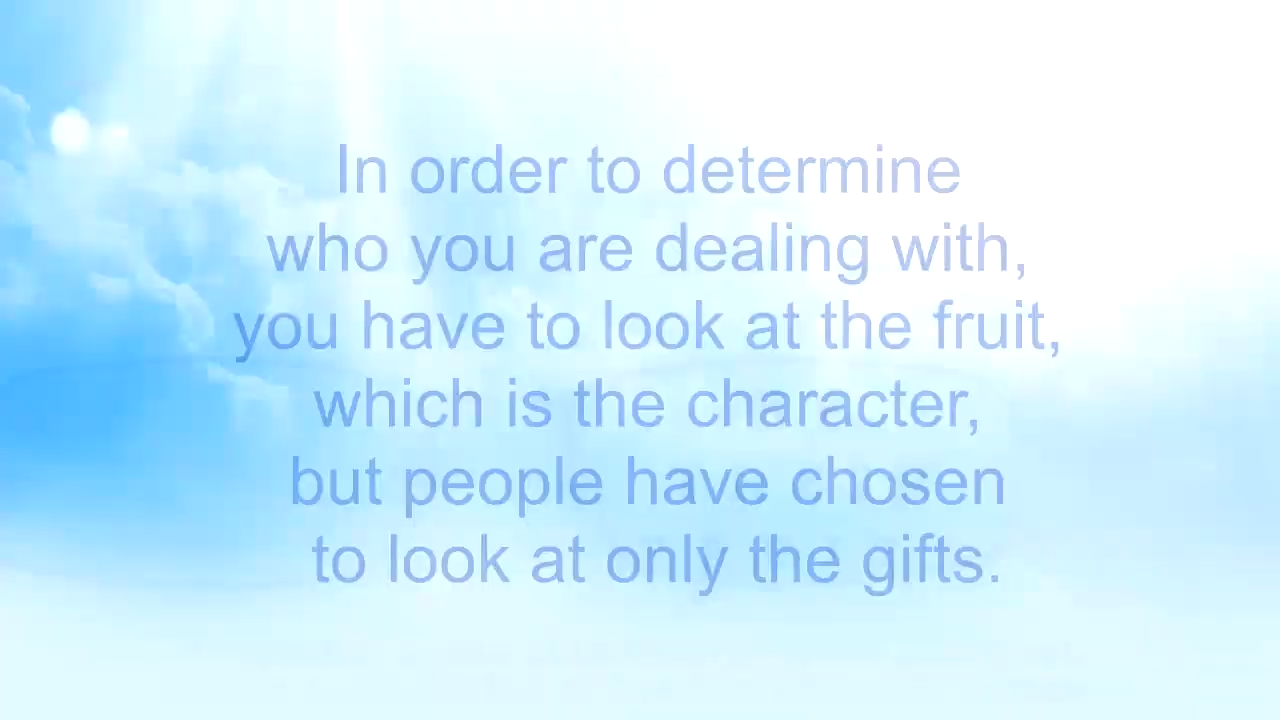 In order to determine
who you are dealing with,
you have to look at the fruit,
which is the character,
but people have chosen
to look at only the gifts.